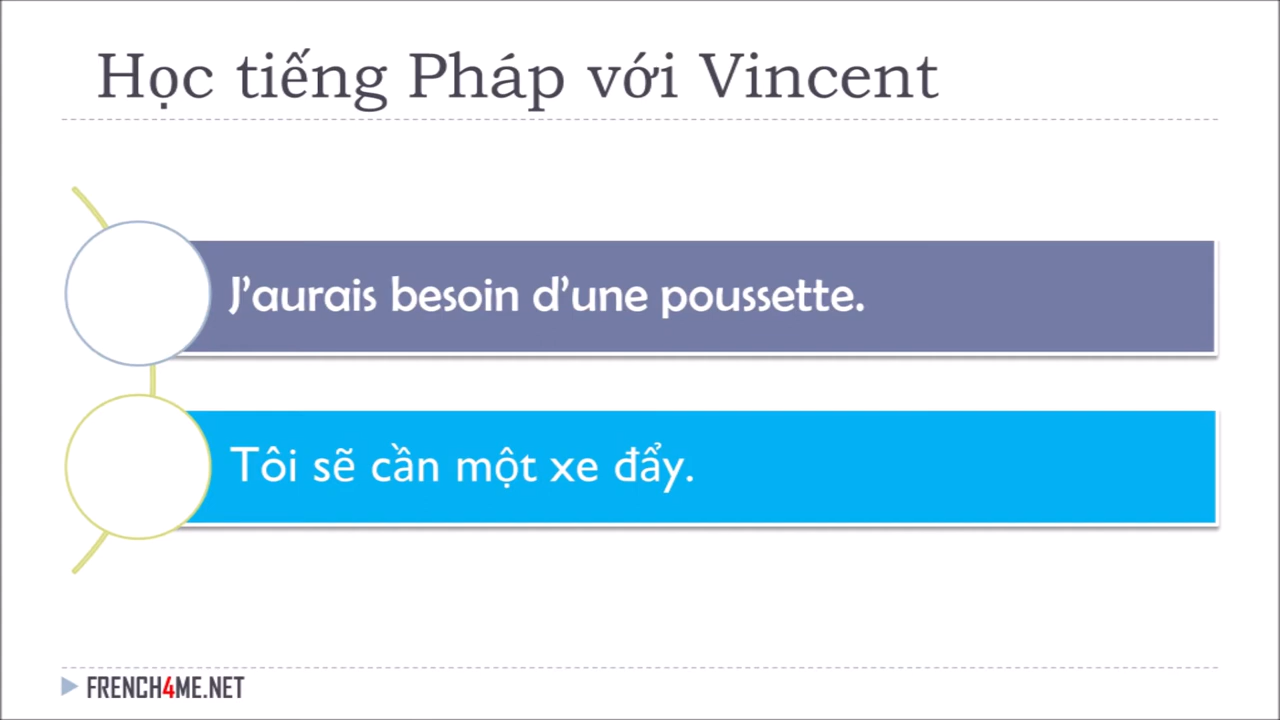 Học tiếng Pháp với Vincent
J’aurais besoin d’une poussette.
Tôi sẽ cần một xe đẩy.
FRENCH4ME.NET